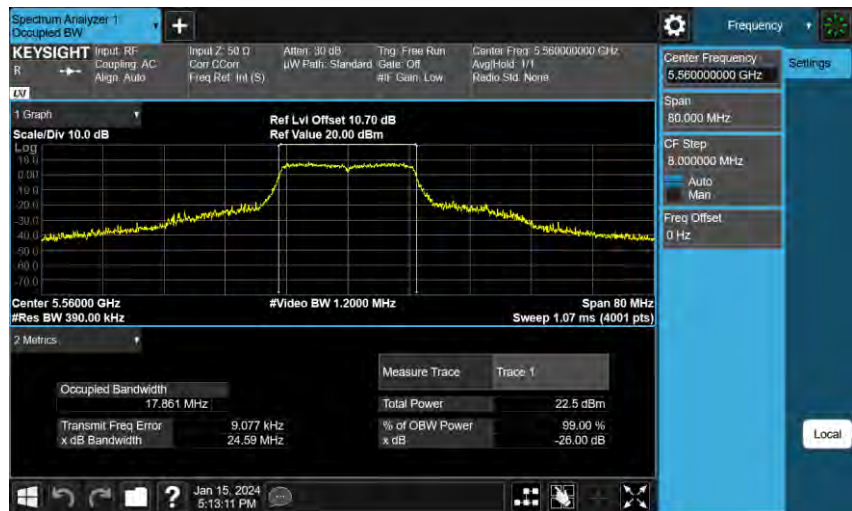 Spectrum Analyzer 1
Occupied BW
Frequency
KEYSIGHT
R
Input: RF
Coupling: AC
Align: Auto
Input Z: 50 Ω
Corr CCorr
Freq Ref: Int (S)
Atten: 30 dB
µW Path: Standard
Trig: Free Run
Gate: Off
#IF Gain: Low
Center Freq: 5.560000000 GHz
Avg|Hold: 1/1
Radio Std: None
Center Frequency
5.560000000 GHz
Settings
Span
80.000 MHz
CF Step
8.000000 MHz
Auto
Man
Freq Offset
0 Hz
1 Graph
Scale/Div 10.0 dB
Ref Lvl Offset 10.70 dB
Ref Value 20.00 dBm
Log
10.0
0.00
-10.0
-20.0
-30.0
-40.0
-50.0
-60.0
-70.0
Center 5.56000 GHz
#Video BW 1.2000 MHz
Span 80 MHz
#Res BW 390.00 kHz
Sweep 1.07 ms (4001 pts)
2 Metrics
Measure Trace
Trace 1
Occupied Bandwidth
17.861 MHz
Total Power
22.5 dBm
Transmit Freq Error
9.077 kHz
% of OBW Power
99.00 %
x dB Bandwidth
24.59 MHz
x dB
-26.00 dB
Local
Jan 15, 2024
5:13:11 PM